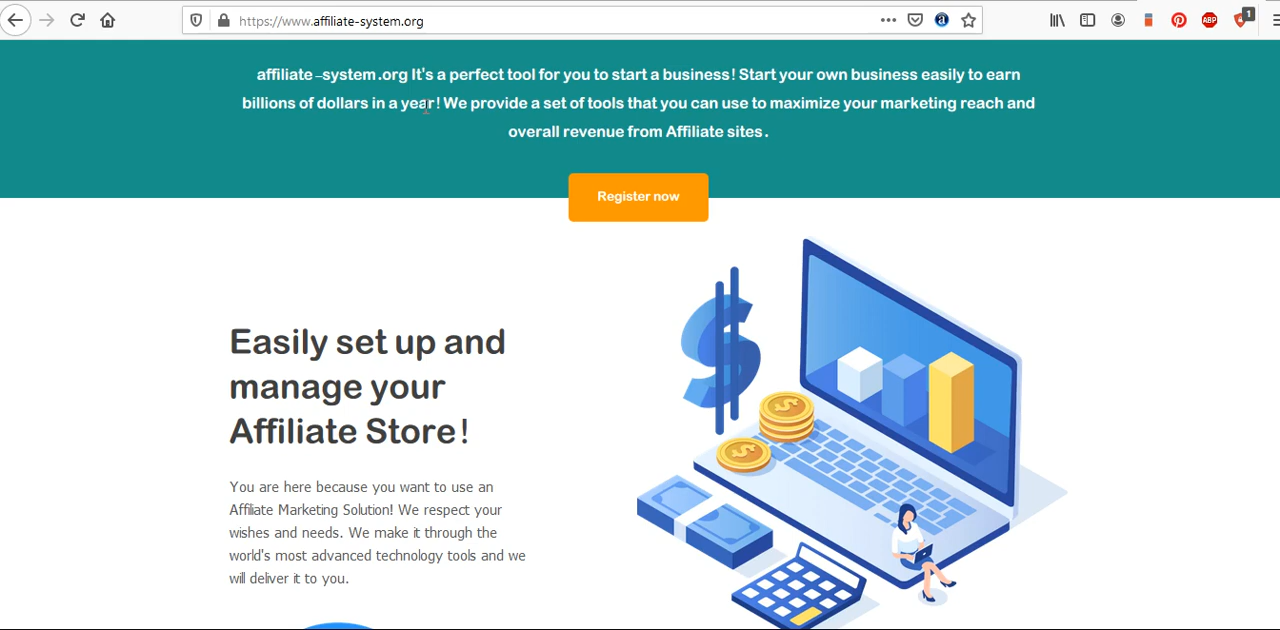 https://www.affiliate-system.org
1
ABP
affiliate-system.org It's a perfect tool for you to start a business! Start your own business easily to earn
billions of dollars in a year! We provide a set of tools that you can use to maximize your marketing reach and
overall revenue from Affiliate sites.
Register now
Easily set up and
manage your
Affiliate Store!
You are here because you want to use an
Affiliate Marketing Solution! We respect your
wishes and needs. We make it through the
world's most advanced technology tools and we
will deliver it to you.